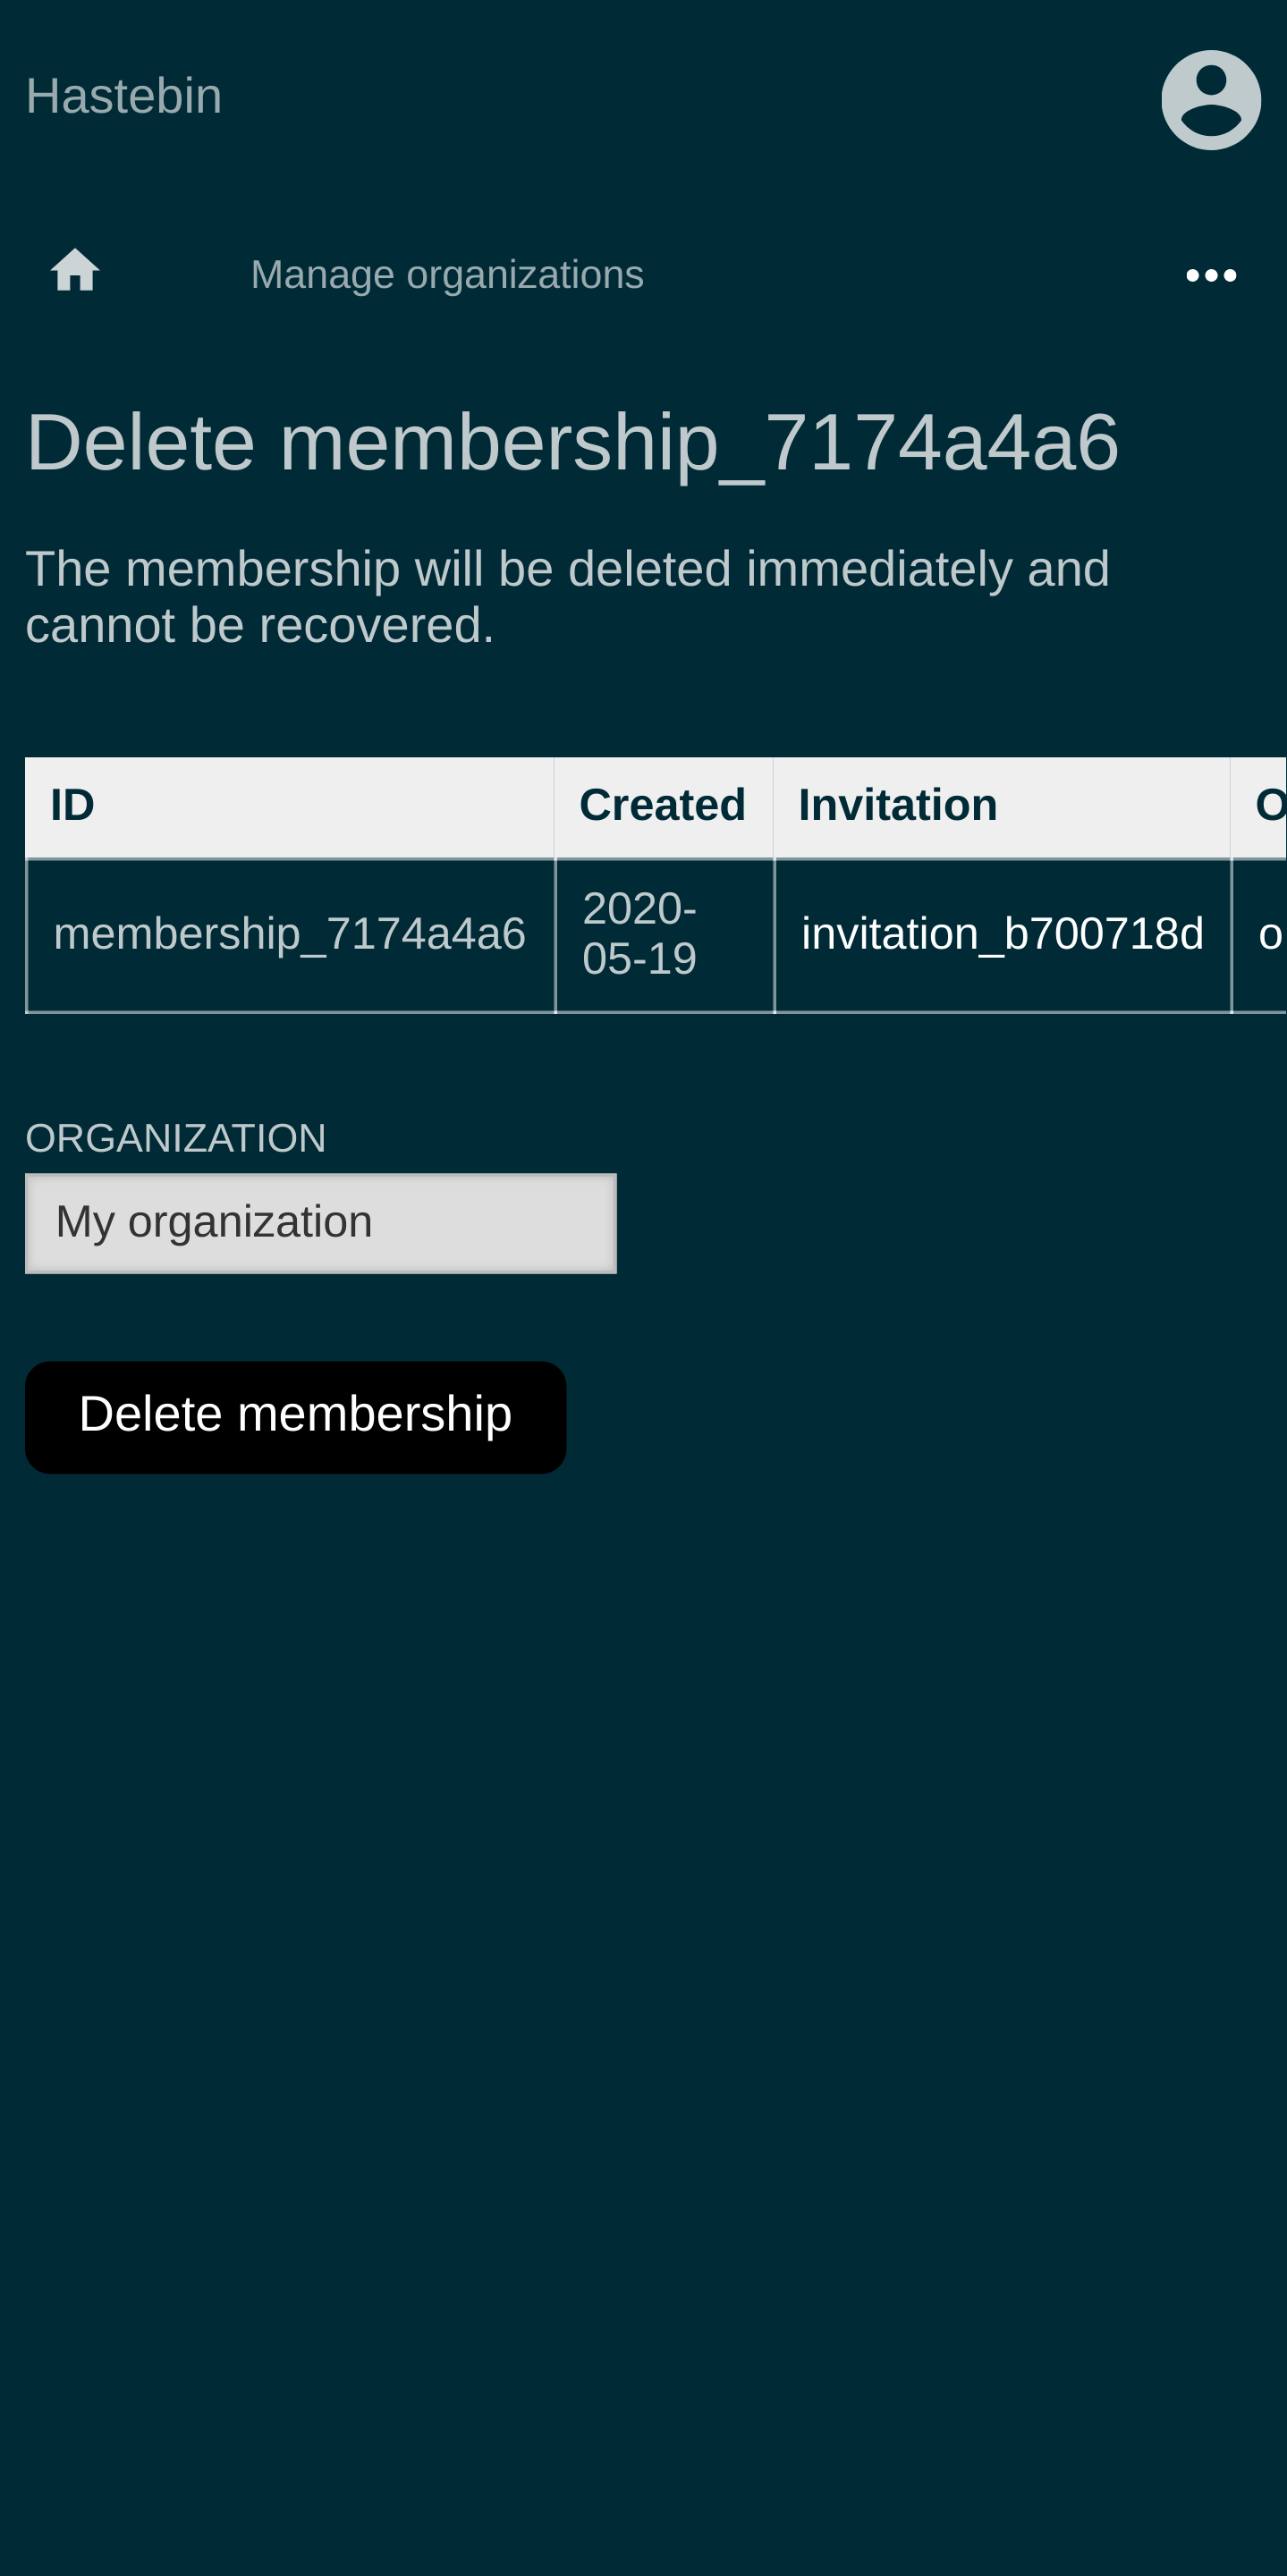 Hastebin
Manage organizations
Delete membership_7174a4a6
The membership will be deleted immediately and
cannot be recovered.
ID Created Invitation O
membership_7174a4a6 2020-
05-19 invitation_b700718d o
ORGANIZATION
My organization
Delete membership